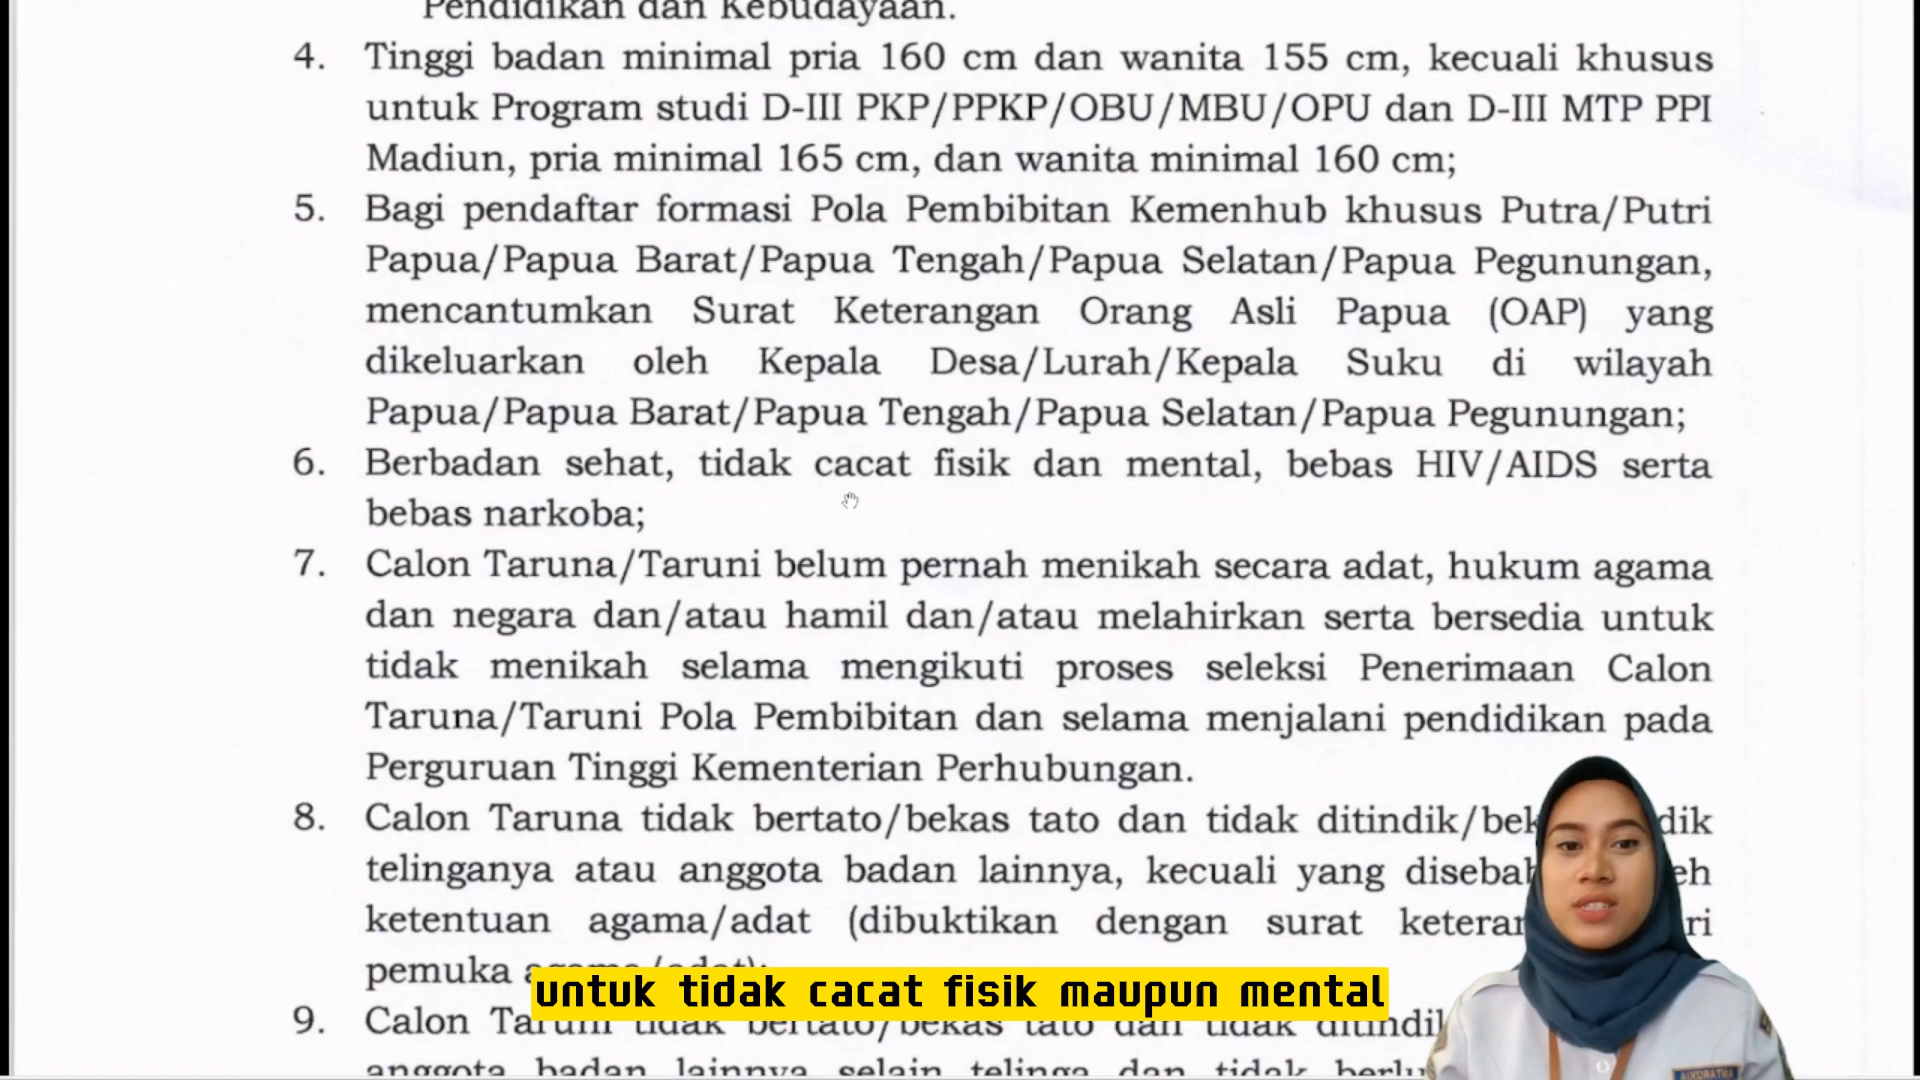 Pendidikan dan Kebudayaan.
4. Tinggi badan minimal pria 160 cm dan wanita 155 cm, kecuali khusus
untuk Program studi D-III PKP/PPKP/OBU/MBU/OPU dan D-III MTP PPI
Madiun, pria minimal 165 cm, dan wanita minimal 160 cm;
5. Bagi pendaftar formasi Pola Pembibitan Kemenhub khusus Putra/Putri
Papua/Papua Barat/Papua Tengah/Papua Selatan/Papua Pegunungan,
mencantumkan Surat Keterangan Orang Asli Papua (OAP) yang
dikeluarkan oleh Kepala Desa/Lurah/Kepala Suku di wilayah
Papua/Papua Barat/Papua Tengah/Papua Selatan/Papua Pegunungan;
6. Berbadan sehat, tidak cacat fisik dan mental, bebas HIV/AIDS serta
bebas narkoba;
7. Calon Taruna/Taruni belum pernah menikah secara adat, hukum agama
dan negara dan/atau hamil dan/atau melahirkan serta bersedia untuk
tidak menikah selama mengikuti proses seleksi Penerimaan Calon
Taruna/Taruni Pola Pembibitan dan selama menjalani pendidikan pada
Perguruan Tinggi Kementerian Perhubungan.
8. Calon Taruna tidak bertato/bekas tato dan tidak ditindik/bek dik
telinganya atau anggota badan lainnya, kecuali yang disebab eh
ketentuan agama/adat (dibuktikan dengan surat keteran ri
pemuka agama/adat);
untuk tidak cacat fisik maupun mental
9. Calon Taruni tidak bertato/bekas tato dan tidak ditindik
anggota badan lainnya selain telinga dan tidak berlu